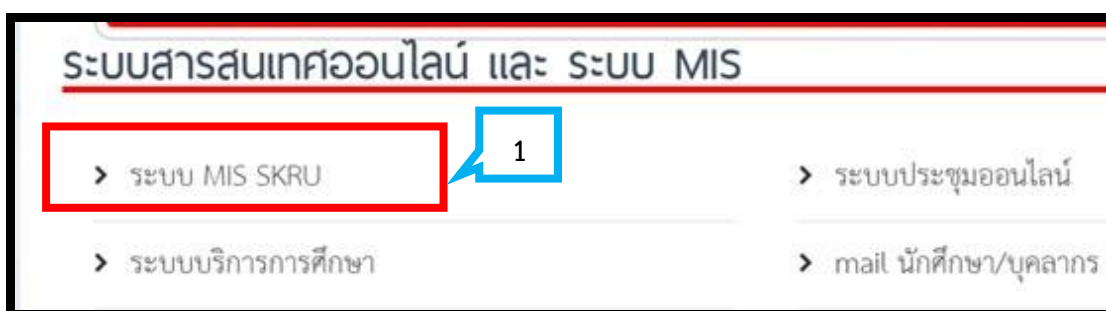 ระบบสารสนเทศออนไลน์ และ ระบบ MIS
1
ระบบ MIS SKRU
ระบบประชุมออนไลน์
ระบบบริการการศึกษา
mail นักศึกษา/บุคลากร